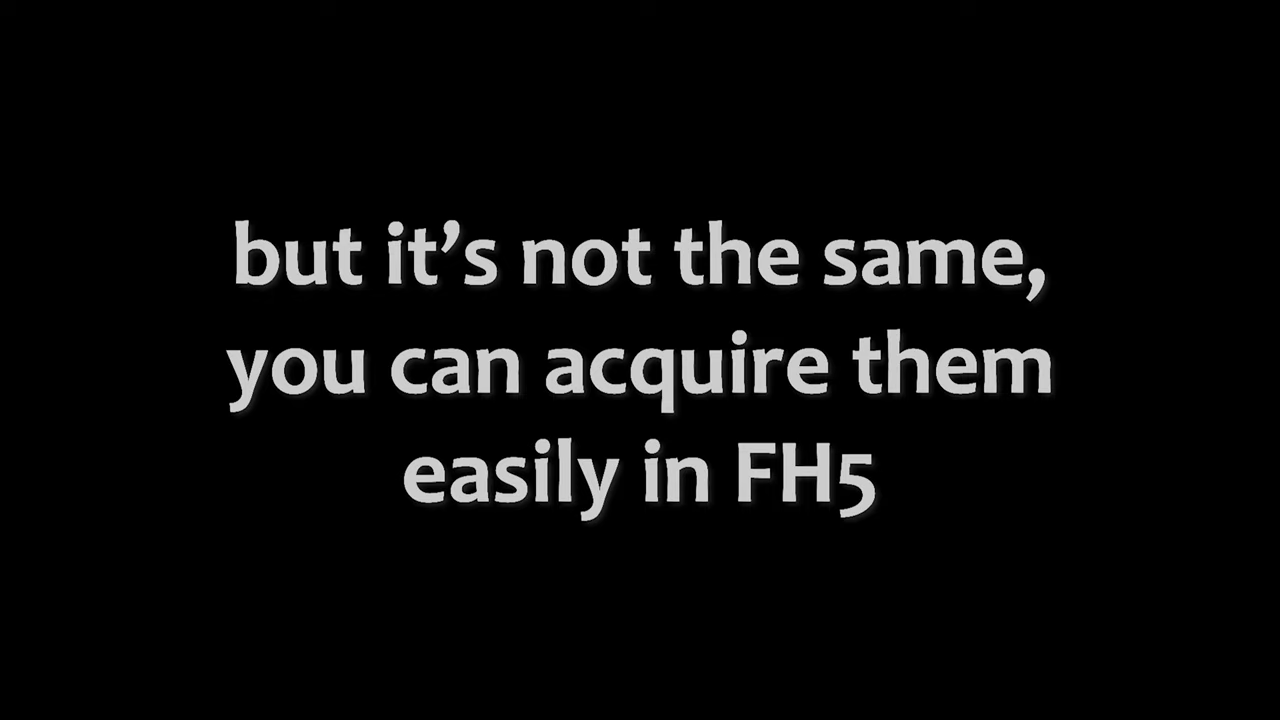 but it’s not the same,
you can acquire them
easily in FH5